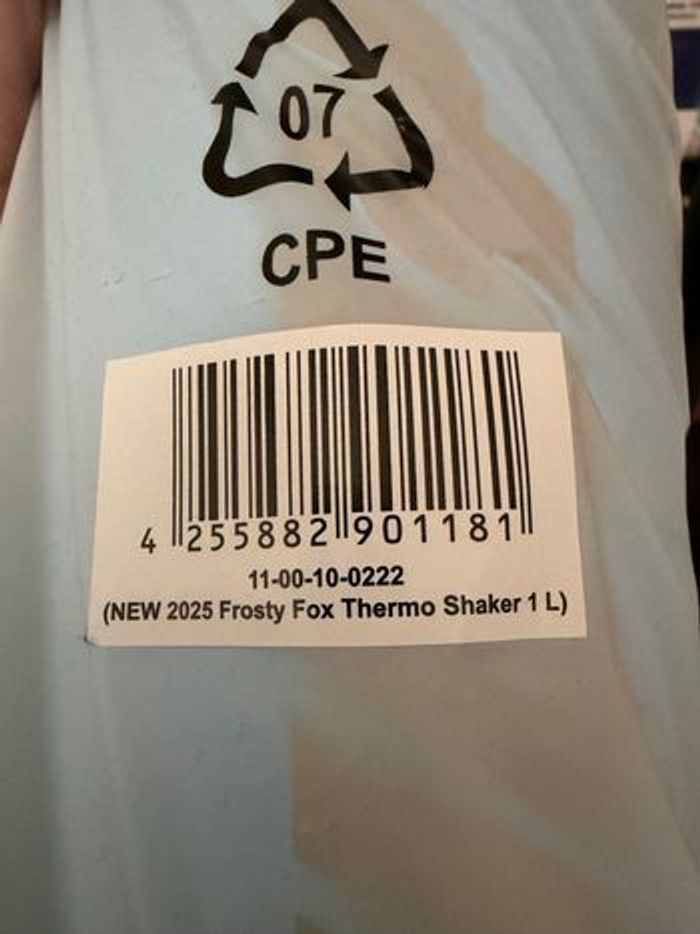 07
CPE
4 255882 901181
11-00-10-0222
(NEW 2025 Frosty Fox Thermo Shaker 1 L)